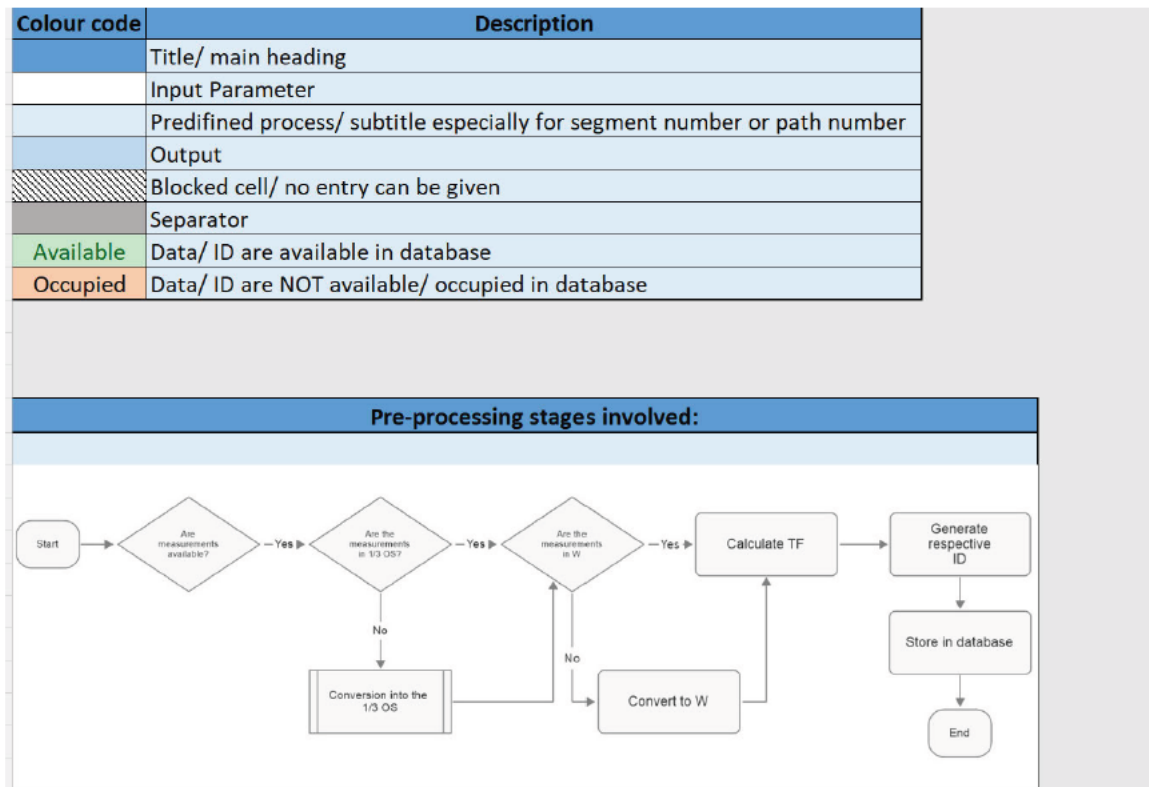 Colour code Description
Title/ main heading
Input Parameter
Predifined process/ subtitle especially for segment number or path number
Output
Blocked cell/ no entry can be given
Separator
Available Data/ ID are available in database
Occupied Data/ ID are NOT available/ occupied in database
Pre-processing stages involved:
Start
Are
measurements
available?
Yes
Are the
measurements
in 1/3 OS?
Yes
Are the
measurements
in W
Yes
Calculate TF
Generate
respective
ID
No
Conversion into the
1/3 OS
No
Convert to W
Store in database
End